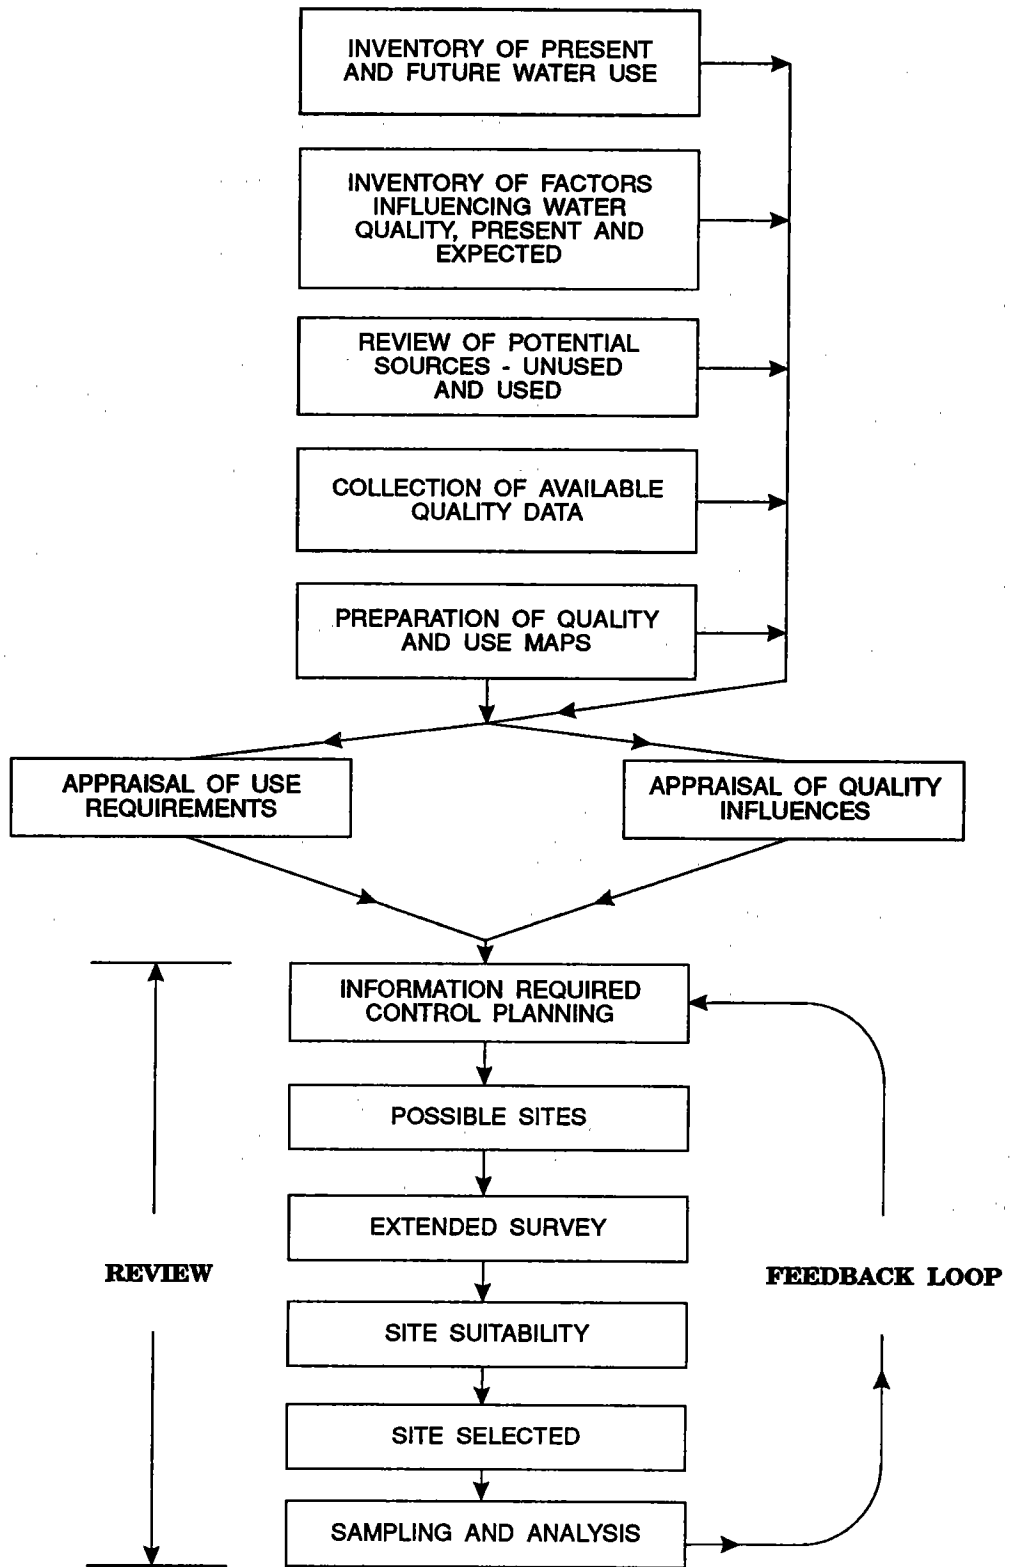 INVENTORY OF PRESENT
AND FUTURE WATER USE
INVENTORY OF FACTORS
INFLUENCING WATER
QUALITY, PRESENT AND
EXPECTED
REVIEW OF POTENTIAL
SOURCES - UNUSED
AND USED
COLLECTION OF AVAILABLE
QUALITY DATA
PREPARATION OF QUALITY
AND USE MAPS
APPRAISAL OF USE
REQUIREMENTS
APPRAISAL OF QUALITY
INFLUENCES
INFORMATION REQUIRED
CONTROL PLANNING
POSSIBLE SITES
EXTENDED SURVEY
REVIEW
FEEDBACK LOOP
SITE SUITABILITY
SITE SELECTED
SAMPLING AND ANALYSIS